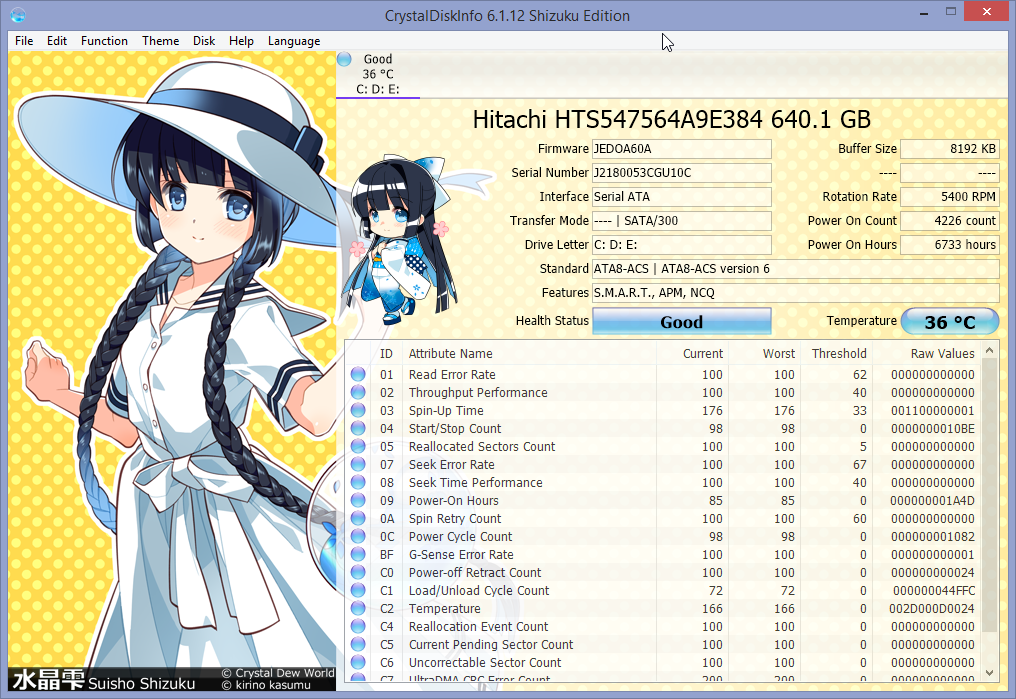 CrystalDiskInfo 6.1.12 Shizuku Edition
File Edit Function Theme Disk Help Language
Good
36 °C
C: D: E:
Hitachi HTS547564A9E384 640.1 GB
Firmware JEDOA60A Buffer Size 8192 KB
Serial Number J2180053CGU10C ---- ----
Interface Serial ATA Rotation Rate 5400 RPM
Transfer Mode ---- | SATA/300 Power On Count 4226 count
Drive Letter C: D: E: Power On Hours 6733 hours
Standard ATA8-ACS | ATA8-ACS version 6
Features S.M.A.R.T., APM, NCQ
Health Status Good Temperature 36 °C
ID Attribute Name Current Worst Threshold Raw Values
01 Read Error Rate 100 100 62 000000000000
02 Throughput Performance 100 100 40 000000000000
03 Spin-Up Time 176 176 33 001100000001
04 Start/Stop Count 98 98 0 0000000010BE
05 Reallocated Sectors Count 100 100 5 000000000000
07 Seek Error Rate 100 100 67 000000000000
08 Seek Time Performance 100 100 40 000000000000
09 Power-On Hours 85 85 0 000000001A4D
0A Spin Retry Count 100 100 60 000000000000
0C Power Cycle Count 98 98 0 000000001082
BF G-Sense Error Rate 100 100 0 000000000001
C0 Power-off Retract Count 100 100 0 000000000024
C1 Load/Unload Cycle Count 72 72 0 000000044FFC
C2 Temperature 166 166 0 002D000D0024
C4 Reallocation Event Count 100 100 0 000000000000
C5 Current Pending Sector Count 100 100 0 000000000000
C6 Uncorrectable Sector Count 100 100 0 000000000000
C7 UltraDMA CRC Error Count 200 200 0 000000000000
水晶雫 Suisho Shizuku
© Crystal Dew World
© kirino kasumu